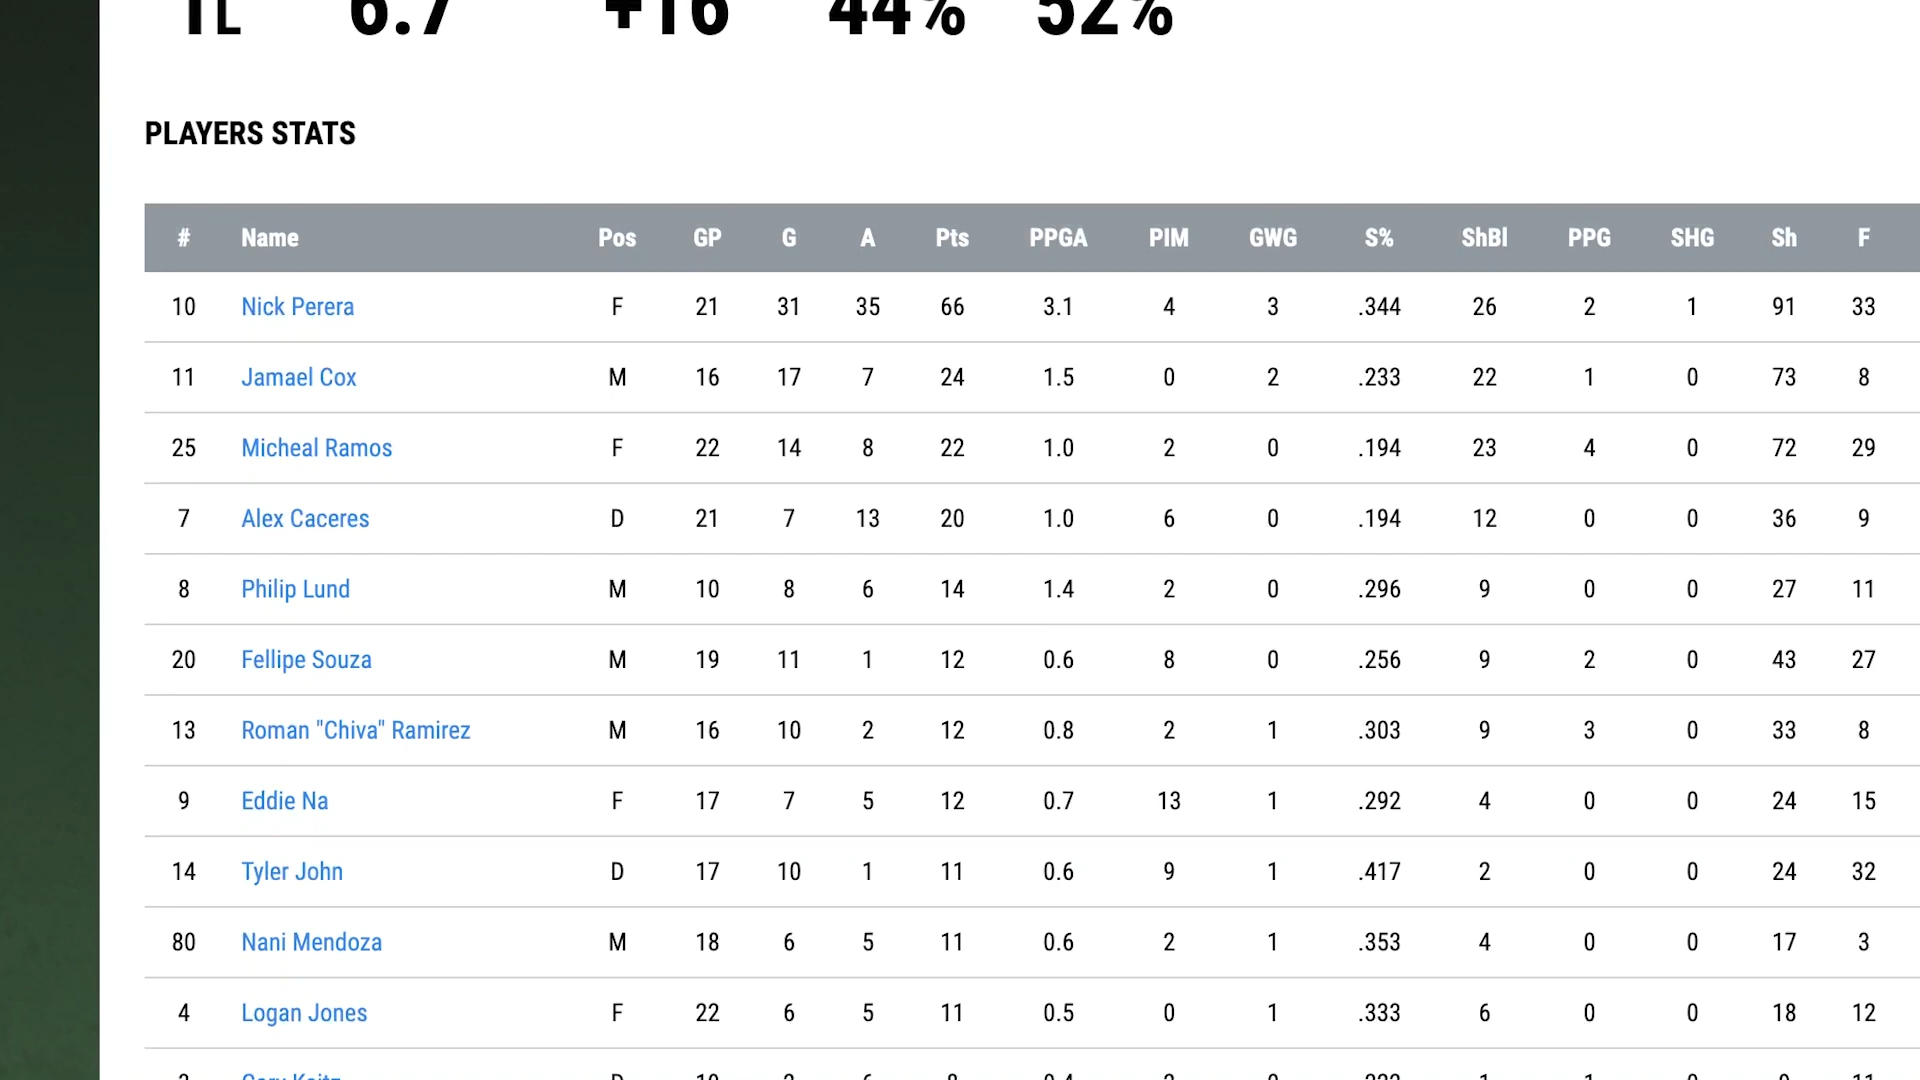 1L 6.7 +16 44% 52%
PLAYERS STATS
# Name Pos GP G A Pts PPGA PIM GWG S% ShBl PPG SHG Sh F
10 Nick Perera F 21 31 35 66 3.1 4 3 .344 26 2 1 91 33
11 Jamael Cox M 16 17 7 24 1.5 0 2 .233 22 1 0 73 8
25 Micheal Ramos F 22 14 8 22 1.0 2 0 .194 23 4 0 72 29
7 Alex Caceres D 21 7 13 20 1.0 6 0 .194 12 0 0 36 9
8 Philip Lund M 10 8 6 14 1.4 2 0 .296 9 0 0 27 11
20 Fellipe Souza M 19 11 1 12 0.6 8 0 .256 9 2 0 43 27
13 Roman "Chiva" Ramirez M 16 10 2 12 0.8 2 1 .303 9 3 0 33 8
9 Eddie Na F 17 7 5 12 0.7 13 1 .292 4 0 0 24 15
14 Tyler John D 17 10 1 11 0.6 9 1 .417 2 0 0 24 32
80 Nani Mendoza M 18 6 5 11 0.6 2 1 .353 4 0 0 17 3
4 Logan Jones F 22 6 5 11 0.5 0 1 .333 6 0 0 18 12